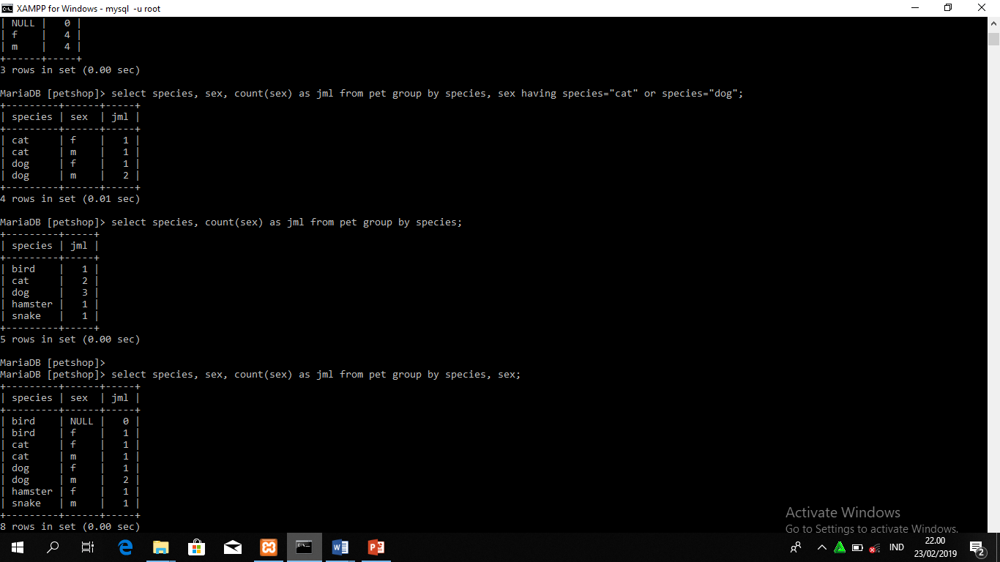 XAMPP for Windows - mysql  -u root
| NULL |   0 |
| f    |   4 |
| m    |   4 |
+------+-----+
3 rows in set (0.00 sec)
MariaDB [petshop]> select species, sex, count(sex) as jml from pet group by species, sex having species="cat" or species="dog";
+---------+------+-----+
| species | sex  | jml |
+---------+------+-----+
| cat     | f    |   1 |
| cat     | m    |   1 |
| dog     | f    |   1 |
| dog     | m    |   2 |
+---------+------+-----+
4 rows in set (0.01 sec)
MariaDB [petshop]> select species, count(sex) as jml from pet group by species;
+---------+-----+
| species | jml |
+---------+-----+
| bird    |   1 |
| cat     |   2 |
| dog     |   3 |
| hamster |   1 |
| snake   |   1 |
+---------+-----+
5 rows in set (0.00 sec)
MariaDB [petshop]>
MariaDB [petshop]> select species, sex, count(sex) as jml from pet group by species, sex;
+---------+------+-----+
| species | sex  | jml |
+---------+------+-----+
| bird    | NULL |   0 |
| bird    | f    |   1 |
| cat     | f    |   1 |
| cat     | m    |   1 |
| dog     | f    |   1 |
| dog     | m    |   2 |
| hamster | f    |   1 |
| snake   | m    |   1 |
+---------+------+-----+
8 rows in set (0.00 sec)
Activate Windows
Go to Settings to activate Windows.
IND
22.00
23/02/2019
2